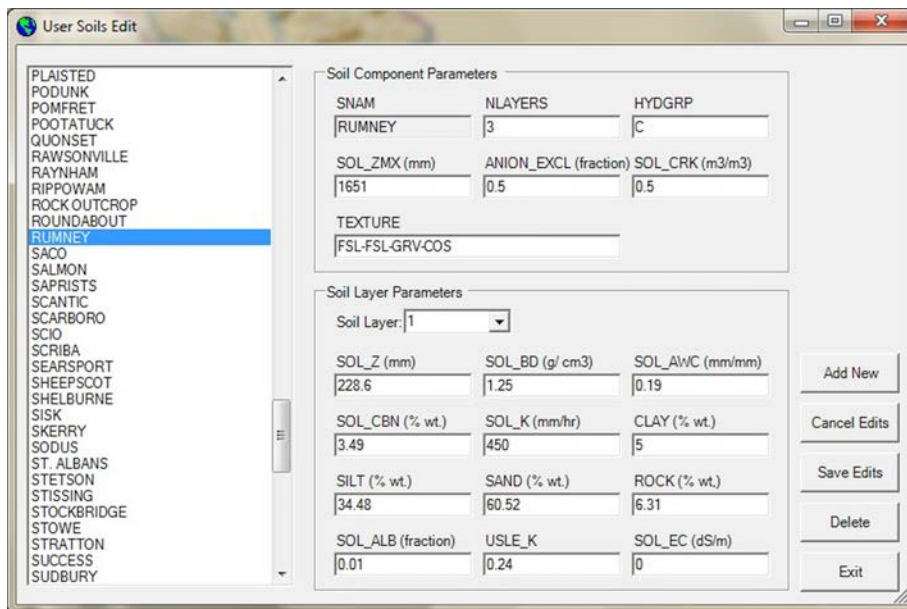 User Soils Edit
PLAISTED
PODUNK
POMFRET
POOTATUCK
QUONSET
RAWSONVILLE
RAYNHAM
RIPPOWAM
ROCK OUTCROP
ROUNDABOUT
RUMNEY
SACO
SALMON
SAPRISTS
SCANTIC
SCARBORO
SCIO
SCRIBA
SEARSPORT
SHEEPSCOT
SHELBURNE
SISK
SKERRY
SODUS
ST. ALBANS
STETSON
STISSING
STOCKBRIDGE
STOWE
STRATTON
SUCCESS
SUDBURY
Soil Component Parameters
SNAM NLAYERS HYDGRP
RUMNEY 3 C
SOL_ZMX (mm) ANION_EXCL (fraction) SOL_CRK (m3/m3)
1651 0.5 0.5
TEXTURE
FSL-FSL-GRV-COS
Soil Layer Parameters
Soil Layer: 1
SOL_Z (mm) SOL_BD (g/ cm3) SOL_AWC (mm/mm)
228.6 1.25 0.19
SOL_CBN (% wt.) SOL_K (mm/hr) CLAY (% wt.)
3.49 450 5
SILT (% wt.) SAND (% wt.) ROCK (% wt,)
34.48 60.52 6.31
SOL_ALB (fraction) USLE_K SOL_EC (dS/m)
0.01 0.24 0
Add New
Cancel Edits
Save Edits
Delete
Exit